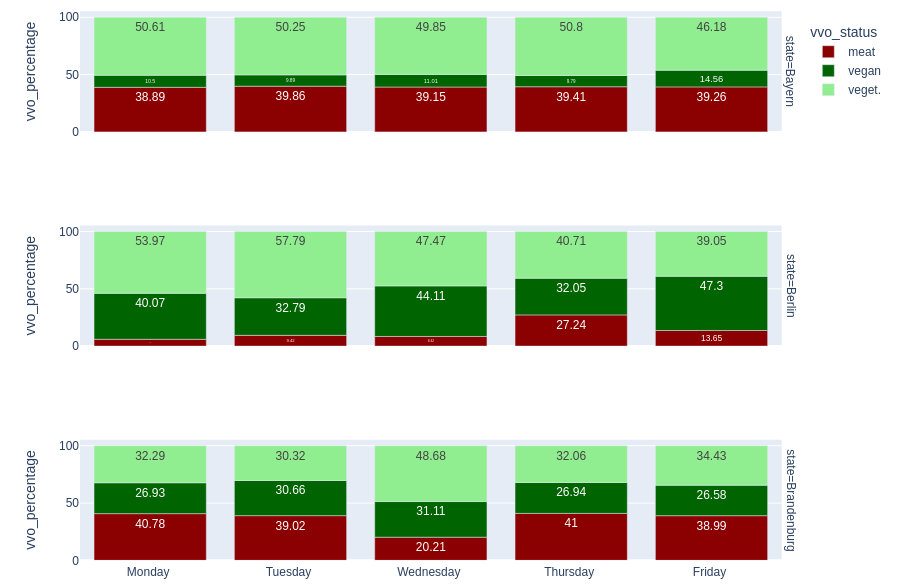 vvo_percentage
100
50
0
50.61 50.25 49.85 50.8 46.18
10.5 9.89 11.01 9.79 14.56
38.89 39.86 39.15 39.41 39.26
state=Bayern
vvo_status
meat
vegan
veget.
vvo_percentage
100
50
0
53.97 57.79 47.47 40.71 39.05
40.07 32.79 44.11 32.05 47.3
9.42 27.24 13.65
state=Berlin
vvo_percentage
100
50
0
32.29 30.32 48.68 32.06 34.43
26.93 30.66 31.11 26.94 26.58
40.78 39.02 20.21 41 38.99
state=Brandenburg
Monday Tuesday Wednesday Thursday Friday